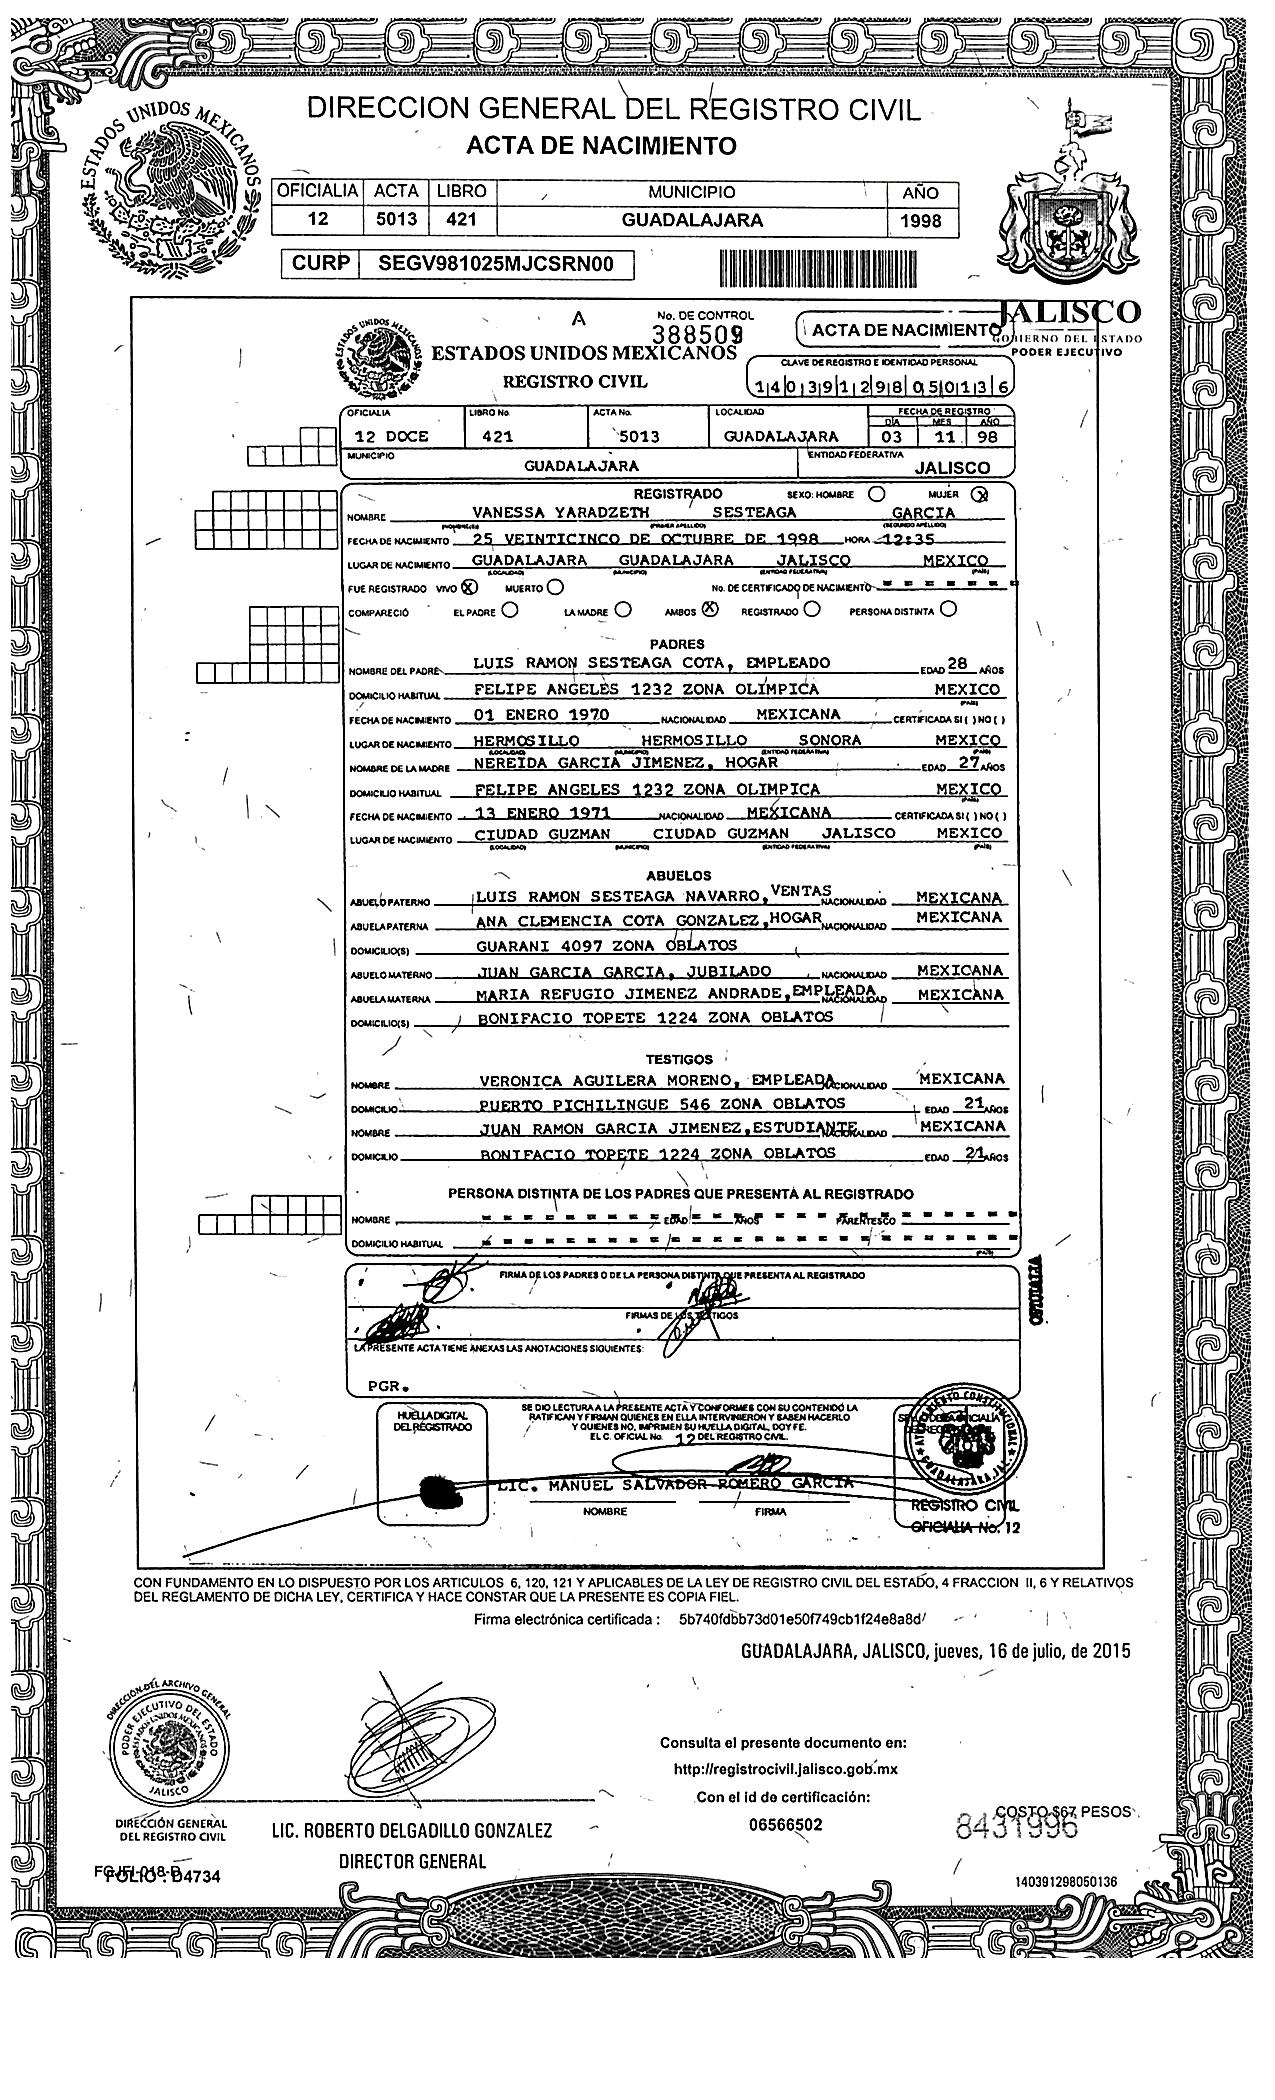 DIRECCION GENERAL DEL REGISTRO CIVIL
ACTA DE NACIMIENTO
ESTADOS UNIDOS MEXICANOS
OFICIALIA ACTA LIBRO MUNICIPIO AÑO
12 5013 421 GUADALAJARA 1998
CURP SEGV981025MJCSRN00
JALISCO
GOBIERNO DEL ESTADO
PODER EJECUTIVO
A No. DE CONTROL
388509
ACTA DE NACIMIENTO
ESTADOS UNIDOS MEXICANOS
REGISTRO CIVIL
CLAVE DE REGISTRO E IDENTIDAD PERSONAL
140391298050136
OFICIALIA LIBRO No. ACTA No. LOCALIDAD FECHA DE REGISTRO
DÍA MES AÑO
12 DOCE 421 5013 GUADALAJARA 03 11 98
MUNICIPIO GUADALAJARA ENTIDAD FEDERATIVA JALISCO
REGISTRADO SEXO: HOMBRE MUJER X
NOMBRE VANESSA YARADZETH SESTEAGA GARCIA
(NOMBRE(S)) (PRIMER APELLIDO) (SEGUNDO APELLIDO)
FECHA DE NACIMIENTO 25 VEINTICINCO DE OCTUBRE DE 1998 HORA 12:35
LUGAR DE NACIMIENTO GUADALAJARA GUADALAJARA JALISCO MEXICO
(LOCALIDAD) (MUNICIPIO) (ENTIDAD FEDERATIVA) (PAÍS)
FUE REGISTRADO VIVO X MUERTO No. DE CERTIFICADO DE NACIMIENTO
COMPARECIÓ EL PADRE LA MADRE AMBOS X REGISTRADO PERSONA DISTINTA
PADRES
NOMBRE DEL PADRE LUIS RAMON SESTEAGA COTA, EMPLEADO EDAD 28 AÑOS
DOMICILIO HABITUAL FELIPE ANGELES 1232 ZONA OLIMPICA MEXICO
(PAÍS)
FECHA DE NACIMIENTO 01 ENERO 1970 NACIONALIDAD MEXICANA CERTIFICADA SI ( ) NO ( )
LUGAR DE NACIMIENTO HERMOSILLO HERMOSILLO SONORA MEXICO
(LOCALIDAD) (MUNICIPIO) (ENTIDAD FEDERATIVA) (PAÍS)
NOMBRE DE LA MADRE NEREIDA GARCIA JIMENEZ, HOGAR EDAD 27 AÑOS
DOMICILIO HABITUAL FELIPE ANGELES 1232 ZONA OLIMPICA MEXICO
(PAÍS)
FECHA DE NACIMIENTO 13 ENERO 1971 NACIONALIDAD MEXICANA CERTIFICADA SI ( ) NO ( )
LUGAR DE NACIMIENTO CIUDAD GUZMAN CIUDAD GUZMAN JALISCO MEXICO
(LOCALIDAD) (MUNICIPIO) (ENTIDAD FEDERATIVA) (PAÍS)
ABUELOS
ABUELO PATERNO LUIS RAMON SESTEAGA NAVARRO, VENTAS NACIONALIDAD MEXICANA
ABUELA PATERNA ANA CLEMENCIA COTA GONZALEZ, HOGAR NACIONALIDAD MEXICANA
DOMICILIO(S) GUARANI 4097 ZONA OBLATOS
ABUELO MATERNO JUAN GARCIA GARCIA, JUBILADO NACIONALIDAD MEXICANA
ABUELA MATERNA MARIA REFUGIO JIMENEZ ANDRADE, EMPLEADA NACIONALIDAD MEXICANA
DOMICILIO(S) BONIFACIO TOPETE 1224 ZONA OBLATOS
TESTIGOS
NOMBRE VERONICA AGUILERA MORENO, EMPLEADA NACIONALIDAD MEXICANA
DOMICILIO PUERTO PICHILINGUE 546 ZONA OBLATOS EDAD 21 AÑOS
NOMBRE JUAN RAMON GARCIA JIMENEZ, ESTUDIANTE NACIONALIDAD MEXICANA
DOMICILIO BONIFACIO TOPETE 1224 ZONA OBLATOS EDAD 21 AÑOS
PERSONA DISTINTA DE LOS PADRES QUE PRESENTA AL REGISTRADO
NOMBRE EDAD AÑOS PARENTESCO
DOMICILIO HABITUAL
(PAÍS)
FIRMA DE LOS PADRES O DE LA PERSONA DISTINTA QUE PRESENTA AL REGISTRADO
FIRMAS DE LOS TESTIGOS
LA PRESENTE ACTA TIENE ANEXAS LAS ANOTACIONES SIGUIENTES:
PGR.
HUELLA DIGITAL
DEL REGISTRADO
SE DIO LECTURA A LA PRESENTE ACTA Y CONFORMES CON SU CONTENIDO LA
RATIFICAN Y FIRMAN QUIENES EN ELLA INTERVINIERON Y SABEN HACERLO
Y QUIENES NO, IMPRIMEN SU HUELLA DIGITAL, DOY FE.
EL C. OFICIAL No. 12 DEL REGISTRO CIVIL.
LIC. MANUEL SALVADOR ROMERO GARCIA
NOMBRE FIRMA
AYUNTAMIENTO CONSTITUCIONAL
GUADALAJARA JAL.
REGISTRO CIVIL
OFICIALIA No. 12
CON FUNDAMENTO EN LO DISPUESTO POR LOS ARTICULOS 6, 120, 121 Y APLICABLES DE LA LEY DE REGISTRO CIVIL DEL ESTADO, 4 FRACCION II, 6 Y RELATIVOS
DEL REGLAMENTO DE DICHA LEY, CERTIFICA Y HACE CONSTAR QUE LA PRESENTE ES COPIA FIEL.
Firma electrónica certificada : 5b740fdbb73d01e50f749cb1f24e8a8d
GUADALAJARA, JALISCO, jueves, 16 de julio, de 2015
DIRECCIÓN DEL ARCHIVO GENERAL
PODER EJECUTIVO DEL ESTADO
ESTADOS UNIDOS MEXICANOS
JALISCO
DIRECCIÓN GENERAL
DEL REGISTRO CIVIL
LIC. ROBERTO DELGADILLO GONZALEZ
DIRECTOR GENERAL
Consulta el presente documento en:
http://registrocivil.jalisco.gob.mx
Con el id de certificación:
06566502
COSTO $67 PESOS
8431996
FOLIO : D4734
140391298050136